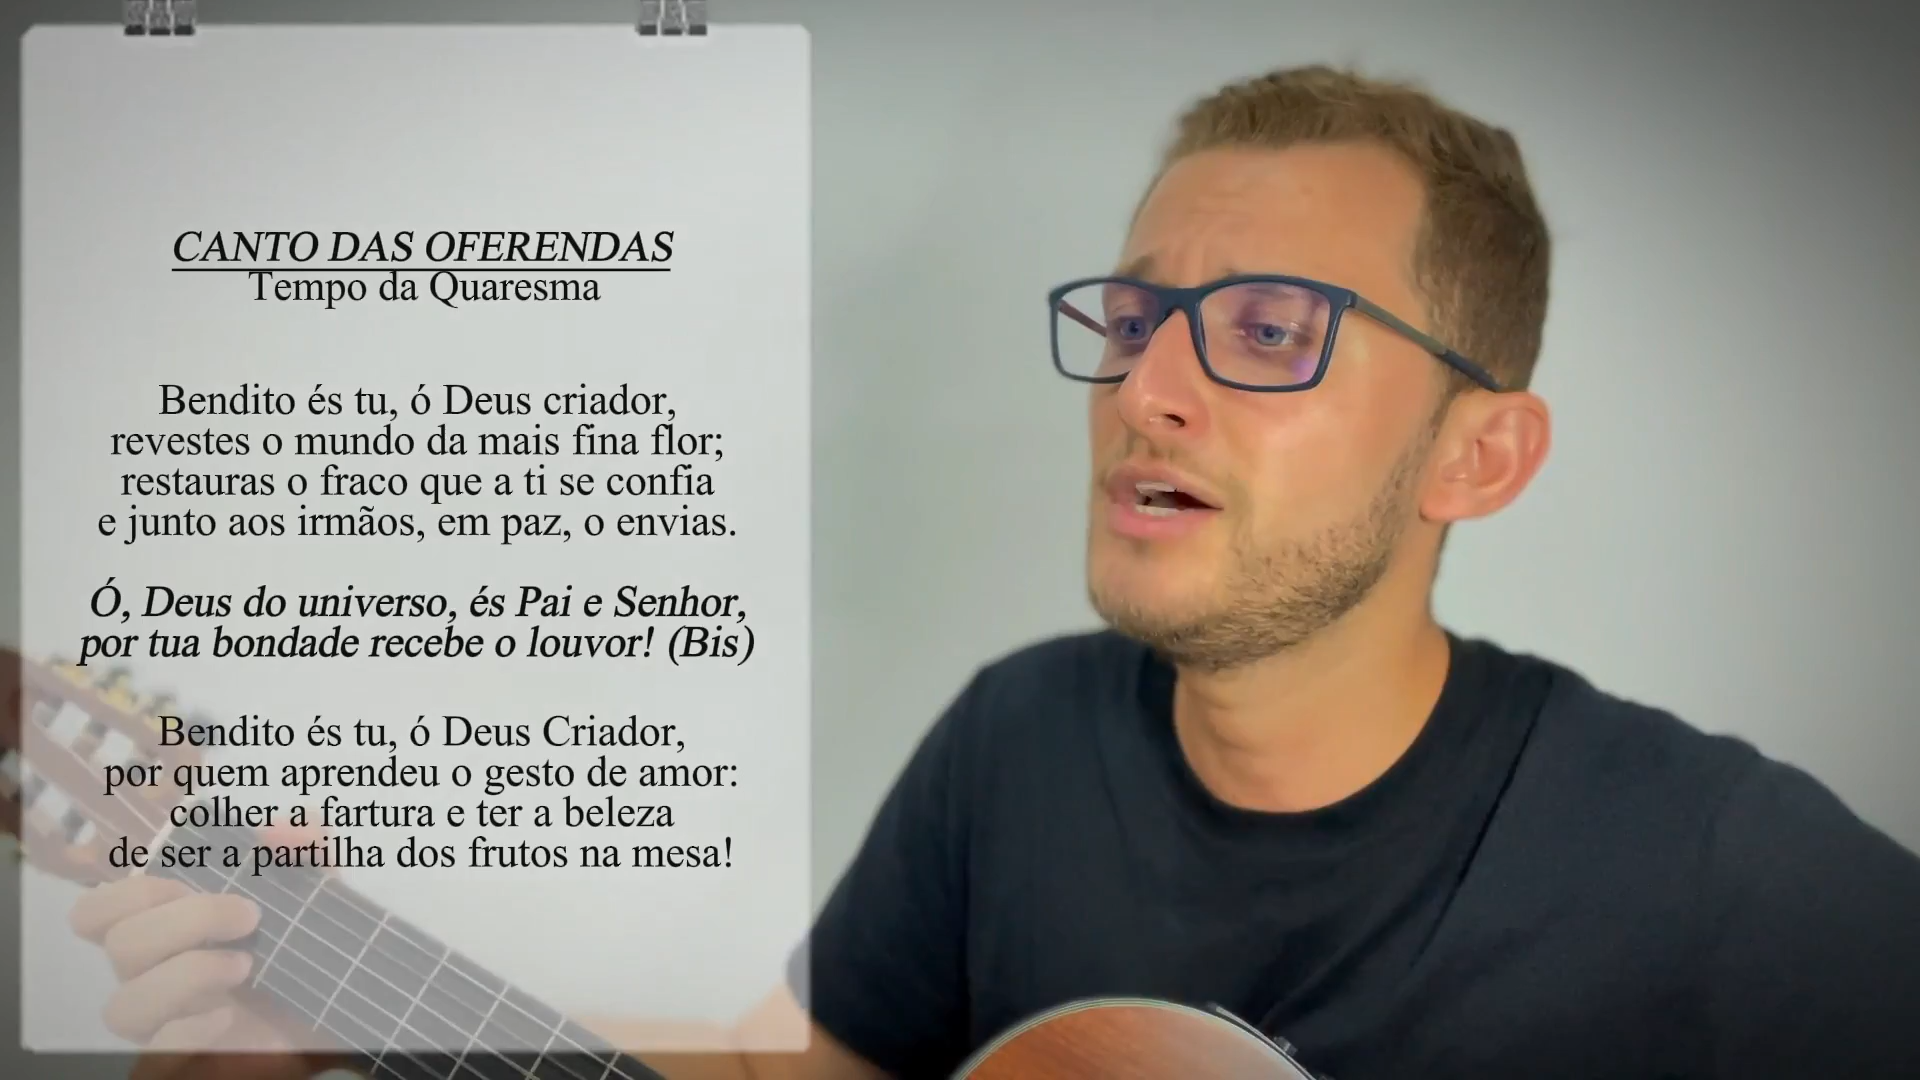 CANTO DAS OFERENDAS
Tempo da Quaresma
Bendito és tu, ó Deus criador,
revestes o mundo da mais fina flor;
restauras o fraco que a ti se confia
e junto aos irmãos, em paz, o envias.
Ó, Deus do universo, és Pai e Senhor,
por tua bondade recebe o louvor! (Bis)
Bendito és tu, ó Deus Criador,
por quem aprendeu o gesto de amor:
colher a fartura e ter a beleza
de ser a partilha dos frutos na mesa!